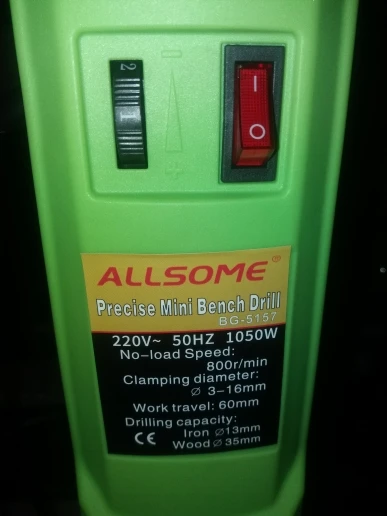 2
−
+
I
O
ALLSOME®
Precise Mini Bench Drill
BG-5157
220V~ 50HZ 1050W
No-load Speed:
800r/min
Clamping diameter:
Ø 3-16mm
Work travel: 60mm
Drilling capacity:
CE Iron Ø13mm
Wood Ø35mm